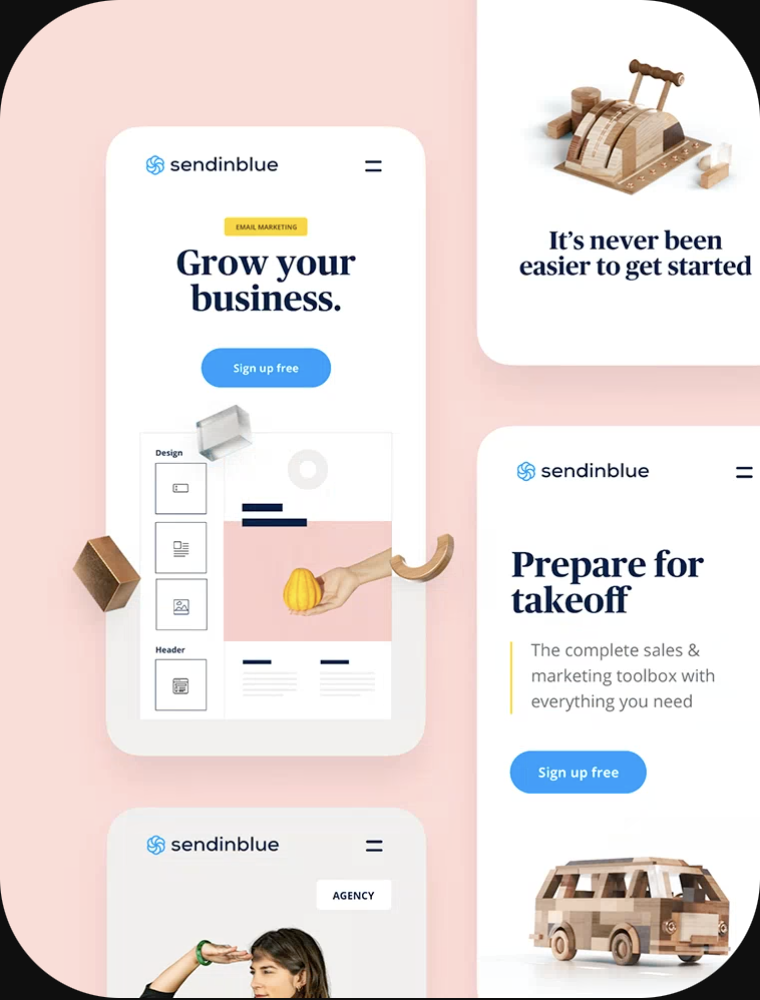 sendinblue
EMAIL MARKETING
Grow your
business.
Sign up free
Design
Header
sendinblue
AGENCY
It's never been
easier to get started
sendinblue
Prepare for
takeoff
The complete sales &
marketing toolbox with
everything you need
Sign up free